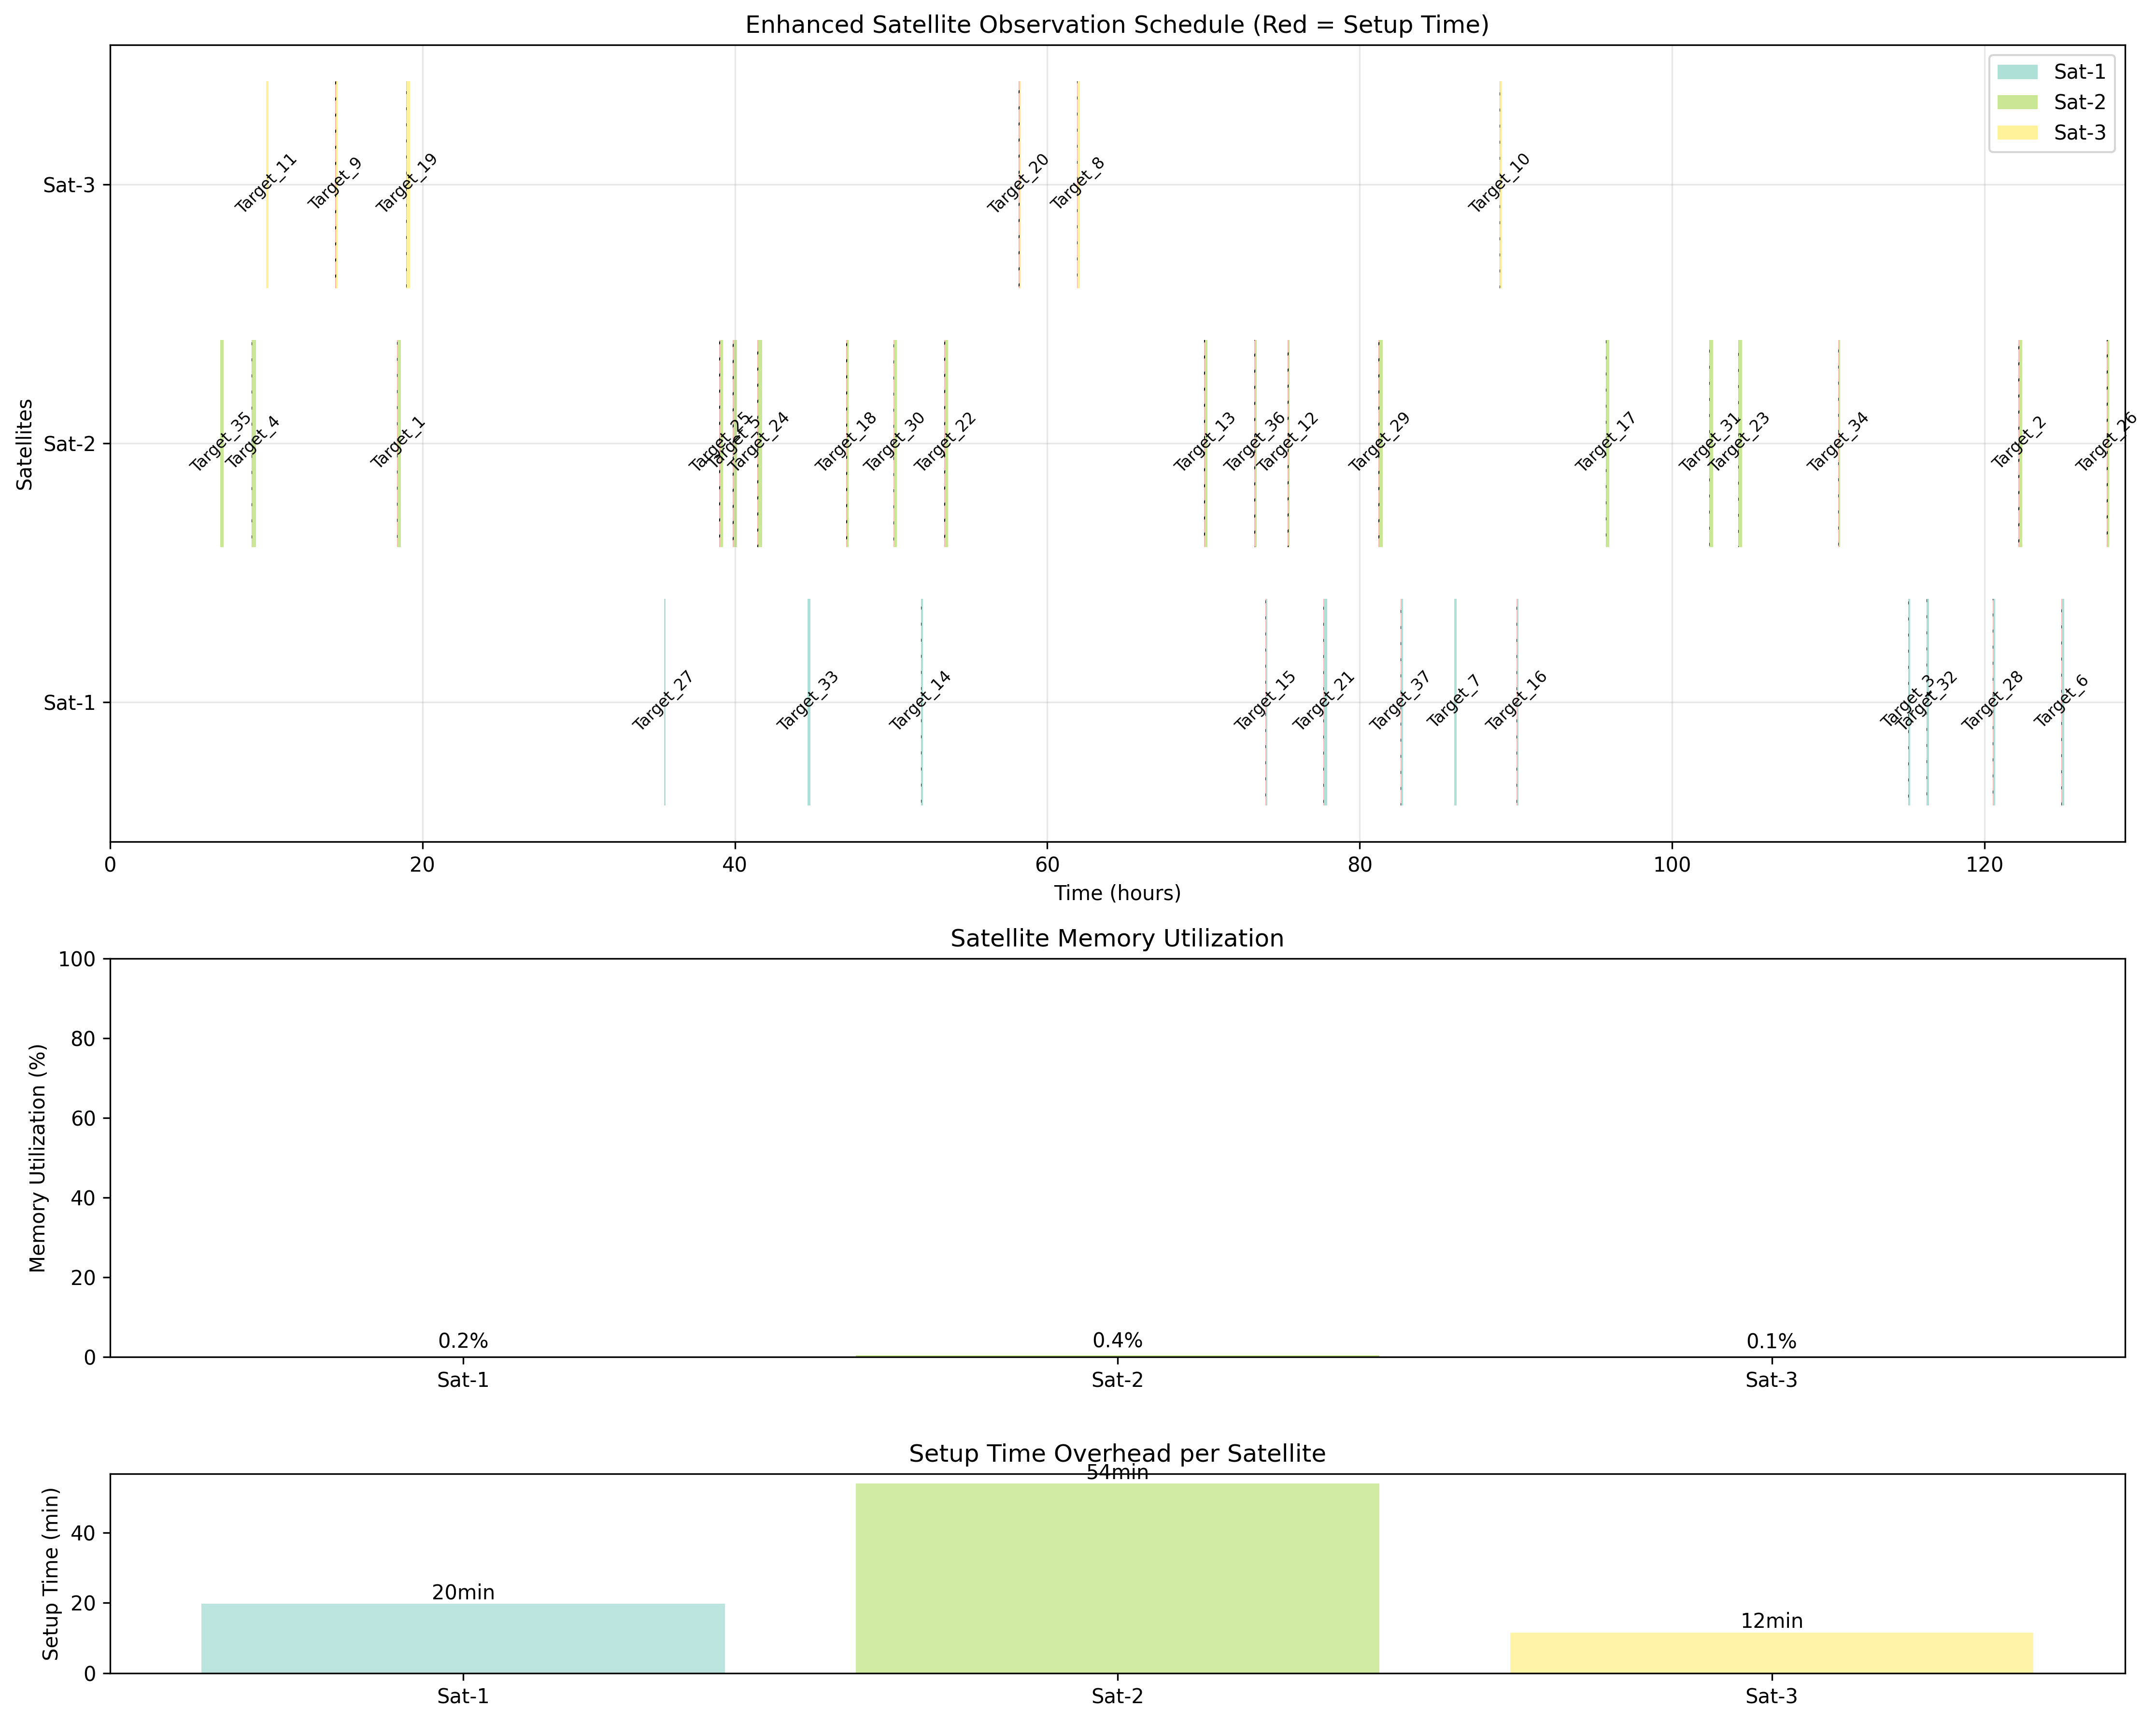 Enhanced Satellite Observation Schedule (Red = Setup Time)
Sat-1
Sat-2
Sat-3
Satellites
Sat-3
Target_11
Target_9
Target_19
Target_20
Target_8
Target_10
Sat-2
Target_35
Target_4
Target_1
Target_25
Target_5
Target_24
Target_18
Target_30
Target_22
Target_13
Target_36
Target_12
Target_29
Target_17
Target_31
Target_23
Target_34
Target_2
Target_26
Sat-1
Target_27
Target_33
Target_14
Target_15
Target_21
Target_37
Target_7
Target_16
Target_3
Target_32
Target_28
Target_6
0 20 40 60 80 100 120
Time (hours)
Satellite Memory Utilization
Memory Utilization (%)
100
80
60
40
20
0
0.2% 0.4% 0.1%
Sat-1 Sat-2 Sat-3
Setup Time Overhead per Satellite
Setup Time (min)
40
20
0
54min
20min
12min
Sat-1 Sat-2 Sat-3